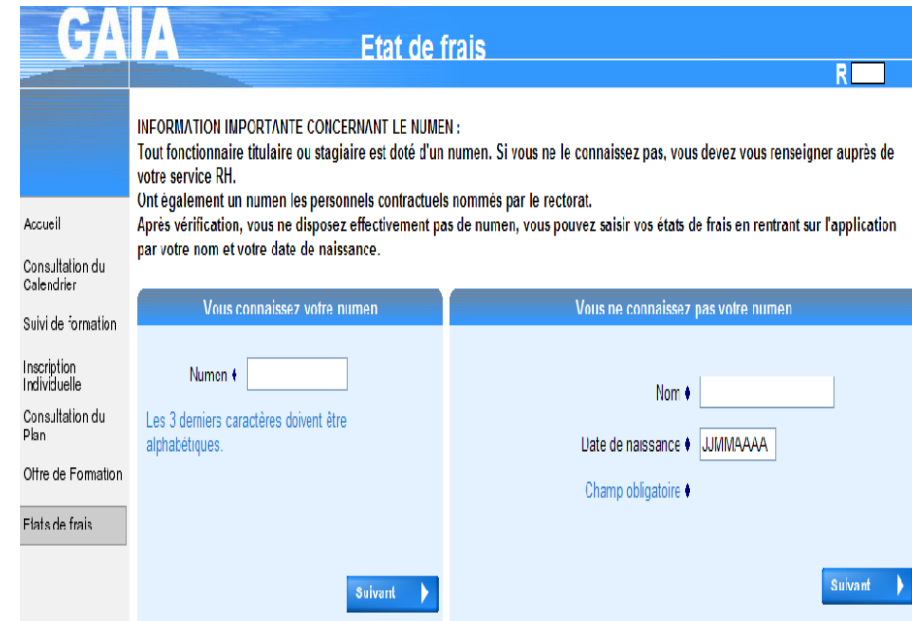 GAIA
Etat de frais
R
INFORMATION IMPORTANTE CONCERNANT LE NUMEN :
Tout fonctionnaire titulaire ou stagiaire est doté d'un numen. Si vous ne le connaissez pas, vous devez vous renseigner auprès de
votre service RH.
Ont également un numen les personnels contractuels nommés par le rectorat.
Après vérification, vous ne disposez effectivement pas de numen, vous pouvez saisir vos états de frais en rentrant sur l'application
par votre nom et votre date de naissance.
Accueil
Consultation du
Calendrier
Suivi de formation
Inscription
Individuelle
Consultation du
Plan
Offre de Formation
Etats de frais
Vous connaissez votre numen
Numen
Les 3 derniers caractères doivent être
alphabétiques.
Suivant
Vous ne connaissez pas votre numen
Nom
Date de naissance JJMMAAAA
Champ obligatoire
Suivant